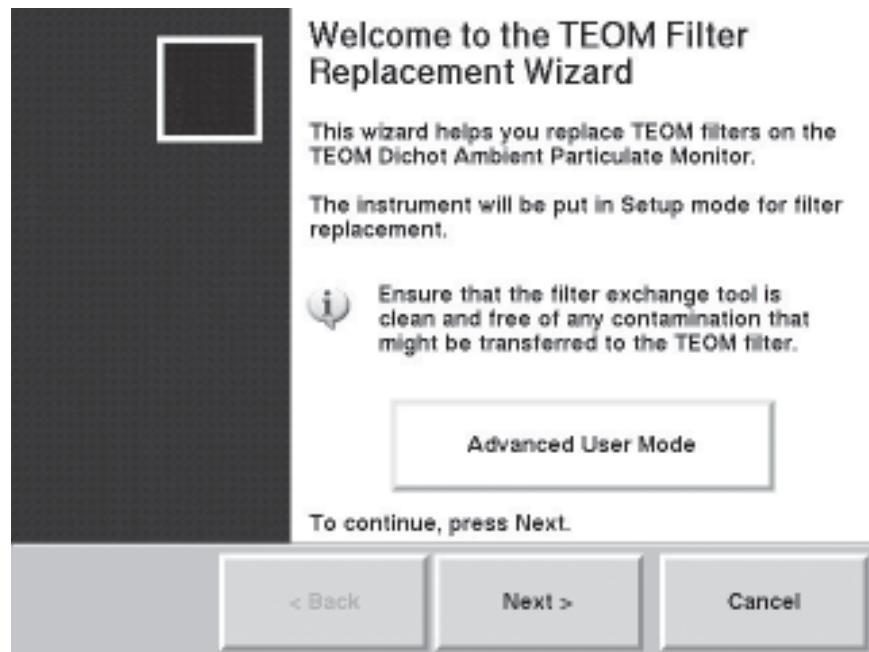 Welcome to the TEOM Filter
Replacement Wizard
This wizard helps you replace TEOM filters on the
TEOM Dichot Ambient Particulate Monitor.
The instrument will be put in Setup mode for filter
replacement.
Ensure that the filter exchange tool is
clean and free of any contamination that
might be transferred to the TEOM filter.
Advanced User Mode
To continue, press Next.
< Back
Next >
Cancel